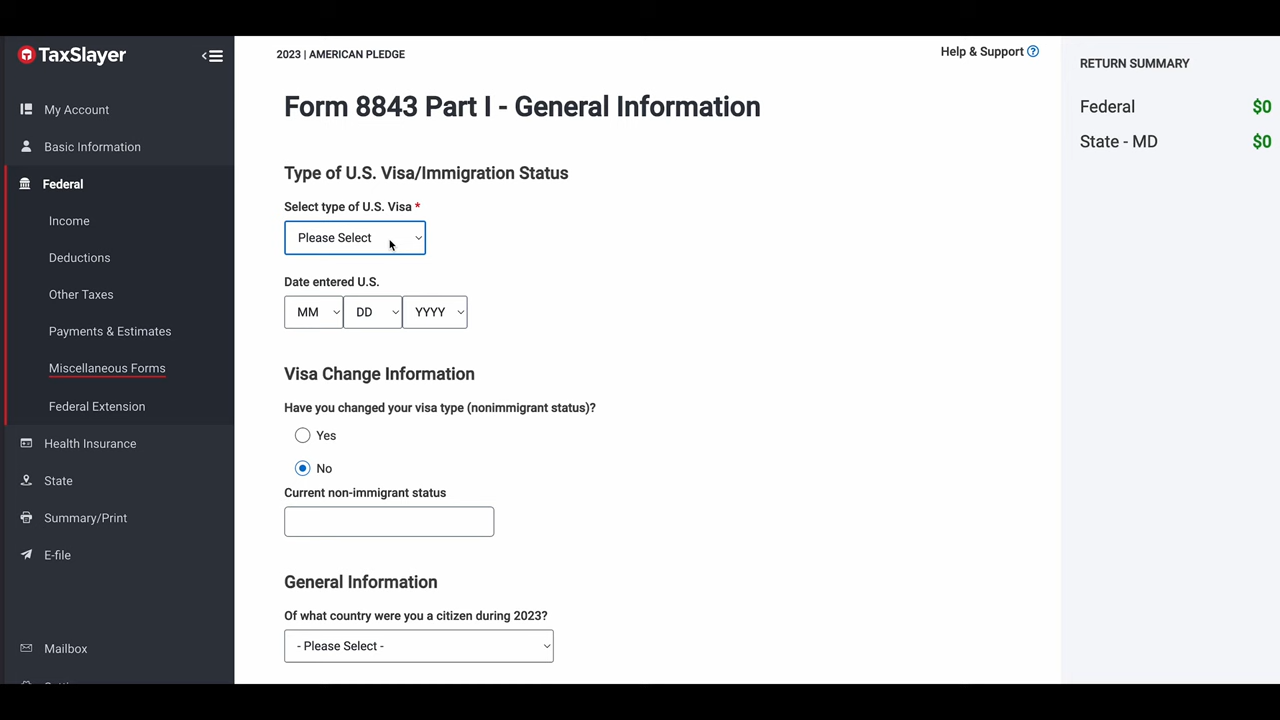 TaxSlayer
My Account
Basic Information
Federal
Income
Deductions
Other Taxes
Payments & Estimates
Miscellaneous Forms
Federal Extension
Health Insurance
State
Summary/Print
E-file
Mailbox
2023 | AMERICAN PLEDGE
Help & Support ?
Form 8843 Part I - General Information
Type of U.S. Visa/Immigration Status
Select type of U.S. Visa *
Please Select
Date entered U.S.
MM DD YYYY
Visa Change Information
Have you changed your visa type (nonimmigrant status)?
Yes
No
Current non-immigrant status
General Information
Of what country were you a citizen during 2023?
- Please Select -
RETURN SUMMARY
Federal $0
State - MD $0